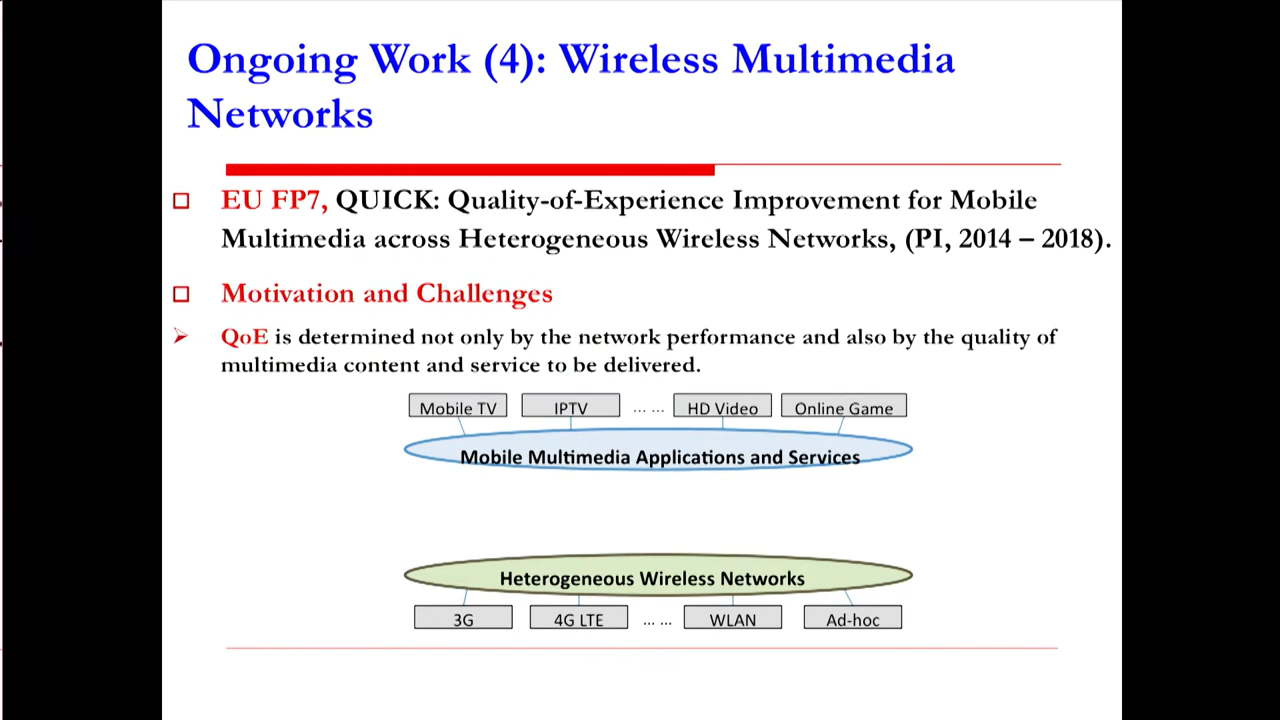 Ongoing Work (4): Wireless Multimedia
Networks
EU FP7, QUICK: Quality-of-Experience Improvement for Mobile
Multimedia across Heterogeneous Wireless Networks, (PI, 2014 – 2018).
Motivation and Challenges
QoE is determined not only by the network performance and also by the quality of
multimedia content and service to be delivered.
Mobile TV IPTV ... ... HD Video Online Game
Mobile Multimedia Applications and Services
Heterogeneous Wireless Networks
3G 4G LTE ... ... WLAN Ad-hoc